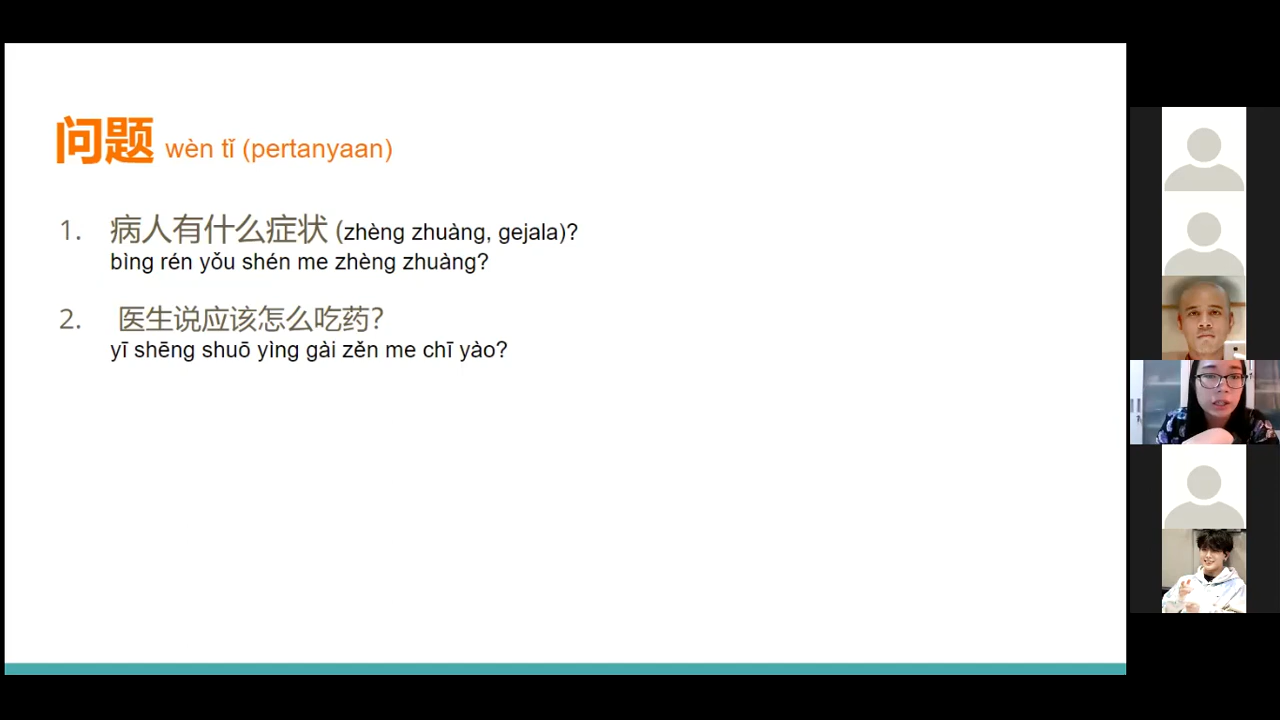 问题 wèn tǐ (pertanyaan)
1. 病人有什么症状 (zhèng zhuàng, gejala)?
bìng rén yǒu shén me zhèng zhuàng?
2. 医生说应该怎么吃药?
yī shēng shuō yìng gài zěn me chī yào?